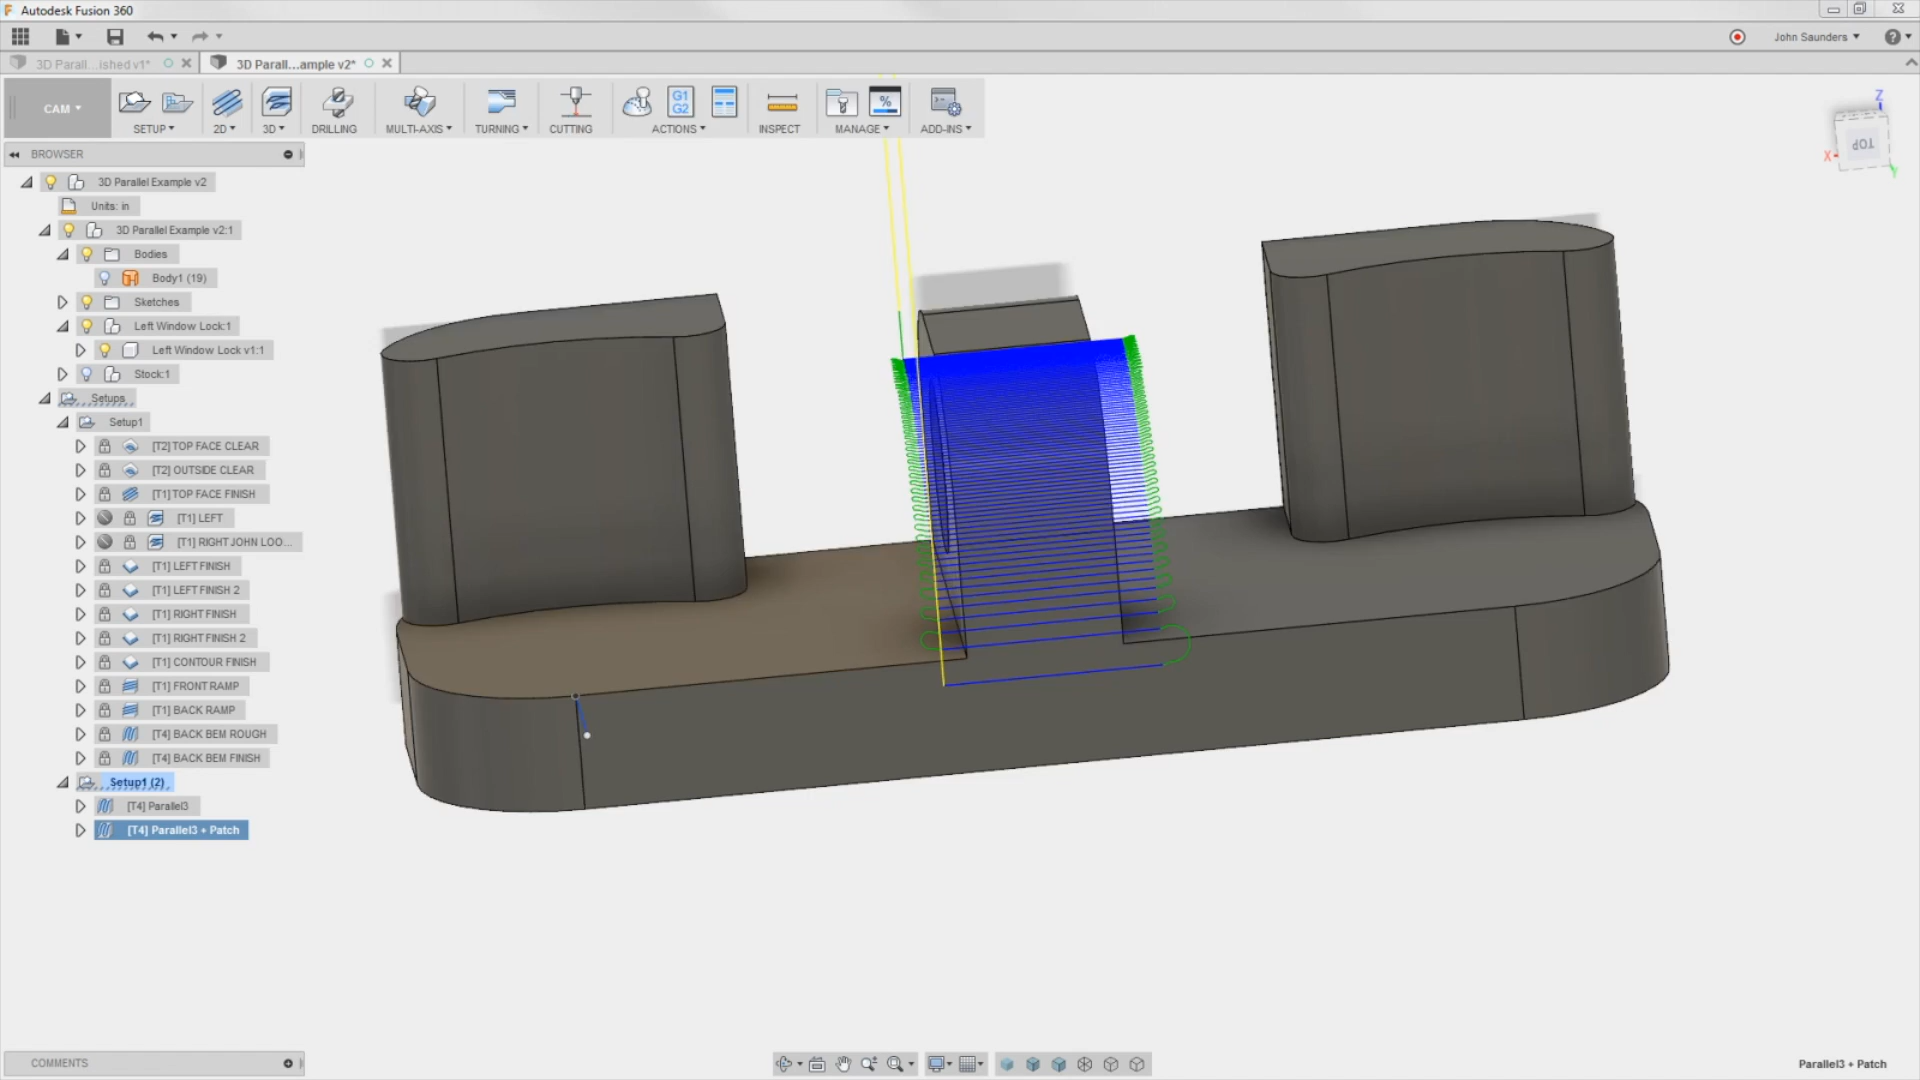 Autodesk Fusion 360
John Saunders
3D Parall...ished v1*
3D Parall...ample v2*
CAM
SETUP
2D
3D
DRILLING
MULTI-AXIS
TURNING
CUTTING
G1
G2
ACTIONS
INSPECT
%
MANAGE
ADD-INS
Z
TOP
X
Y
BROWSER
3D Parallel Example v2
Units: in
3D Parallel Example v2:1
Bodies
Body1 (19)
Sketches
Left Window Lock:1
Left Window Lock v1:1
Stock:1
Setups
Setup1
[T2] TOP FACE CLEAR
[T2] OUTSIDE CLEAR
[T1] TOP FACE FINISH
[T1] LEFT
[T1] RIGHT JOHN LOO...
[T1] LEFT FINISH
[T1] LEFT FINISH 2
[T1] RIGHT FINISH
[T1] RIGHT FINISH 2
[T1] CONTOUR FINISH
[T1] FRONT RAMP
[T1] BACK RAMP
[T4] BACK BEM ROUGH
[T4] BACK BEM FINISH
Setup1 (2)
[T4] Parallel3
[T4] Parallel3 + Patch
COMMENTS
Parallel3 + Patch